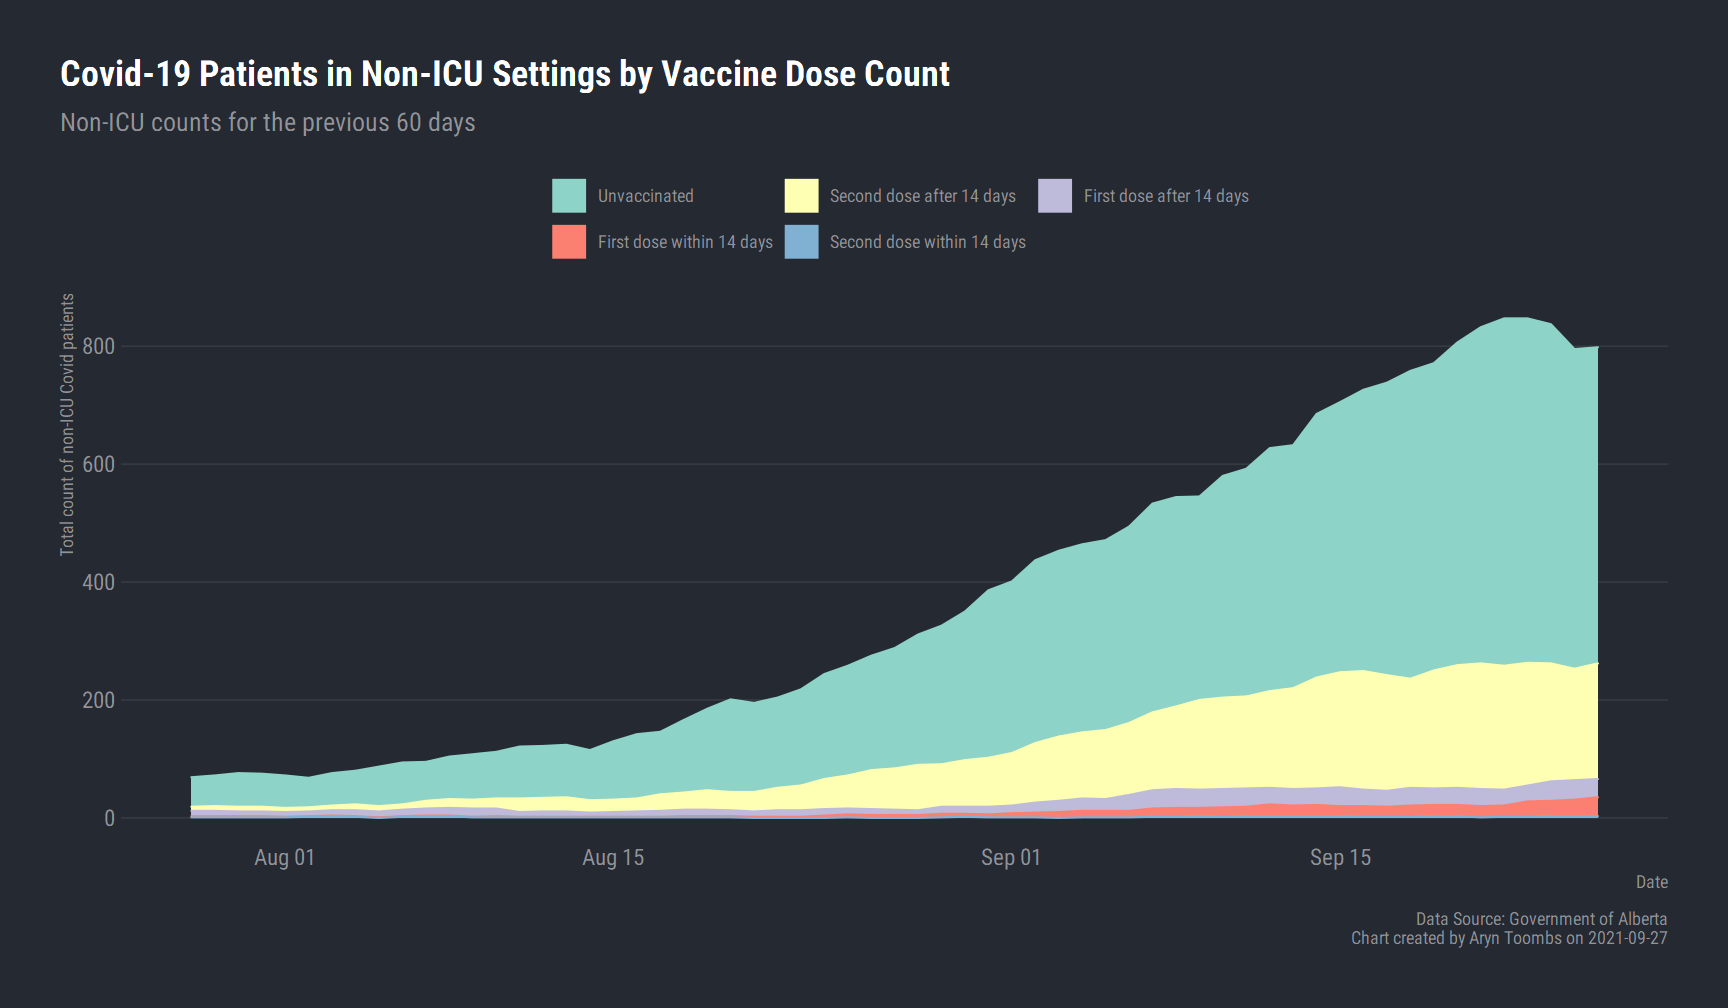 Covid-19 Patients in Non-ICU Settings by Vaccine Dose Count
Non-ICU counts for the previous 60 days
Unvaccinated
Second dose after 14 days
First dose after 14 days
First dose within 14 days
Second dose within 14 days
Total count of non-ICU Covid patients
800
600
400
200
0
Aug 01
Aug 15
Sep 01
Sep 15
Date
Data Source: Government of Alberta
Chart created by Aryn Toombs on 2021-09-27